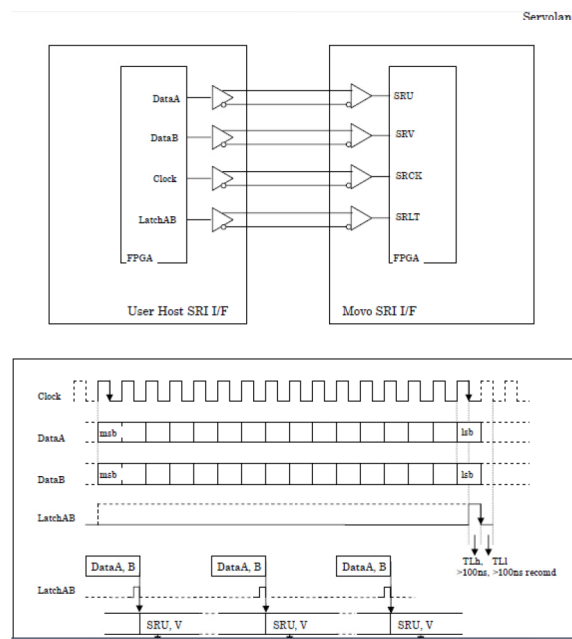 Servolan
DataA
DataB
Clock
LatchAB
FPGA
User Host SRI I/F
SRU
SRV
SRCK
SRLT
FPGA
Movo SRI I/F
Clock
DataA
msb
lsb
DataB
msb
lsb
LatchAB
TLh, TLl
>100ns, >100ns recomd
DataA, B
DataA, B
DataA, B
LatchAB
SRU, V
SRU, V
SRU, V